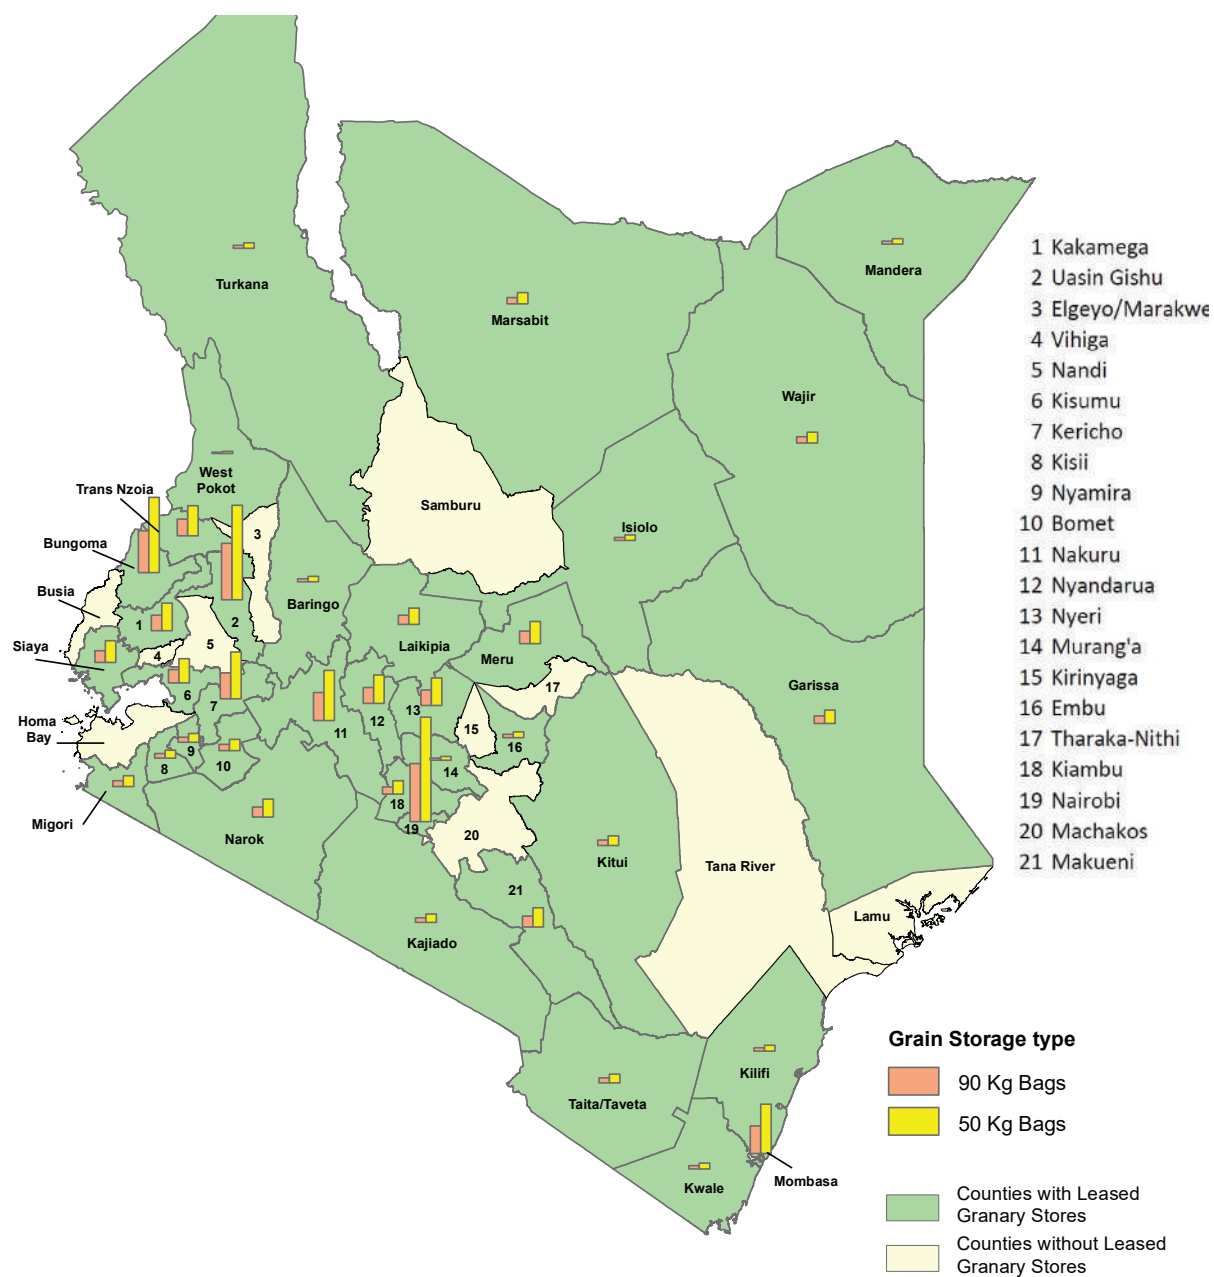 Turkana
Marsabit
Mandera
Wajir
West
Pokot
Trans Nzoia
Samburu
Isiolo
Bungoma
Busia
Baringo
Siaya
Laikipia
Meru
Garissa
Homa
Bay
Migori
Narok
Kitui
Tana River
Lamu
Kajiado
Taita/Taveta
Kilifi
Kwale
Mombasa
3
1
2
5
4
6
7
17
13
12
15
11
16
9
8
10
14
18
19
20
21
1 Kakamega
2 Uasin Gishu
3 Elgeyo/Marakwe
4 Vihiga
5 Nandi
6 Kisumu
7 Kericho
8 Kisii
9 Nyamira
10 Bomet
11 Nakuru
12 Nyandarua
13 Nyeri
14 Murang'a
15 Kirinyaga
16 Embu
17 Tharaka-Nithi
18 Kiambu
19 Nairobi
20 Machakos
21 Makueni
Grain Storage type
90 Kg Bags
50 Kg Bags
Counties with Leased
Granary Stores
Counties without Leased
Granary Stores